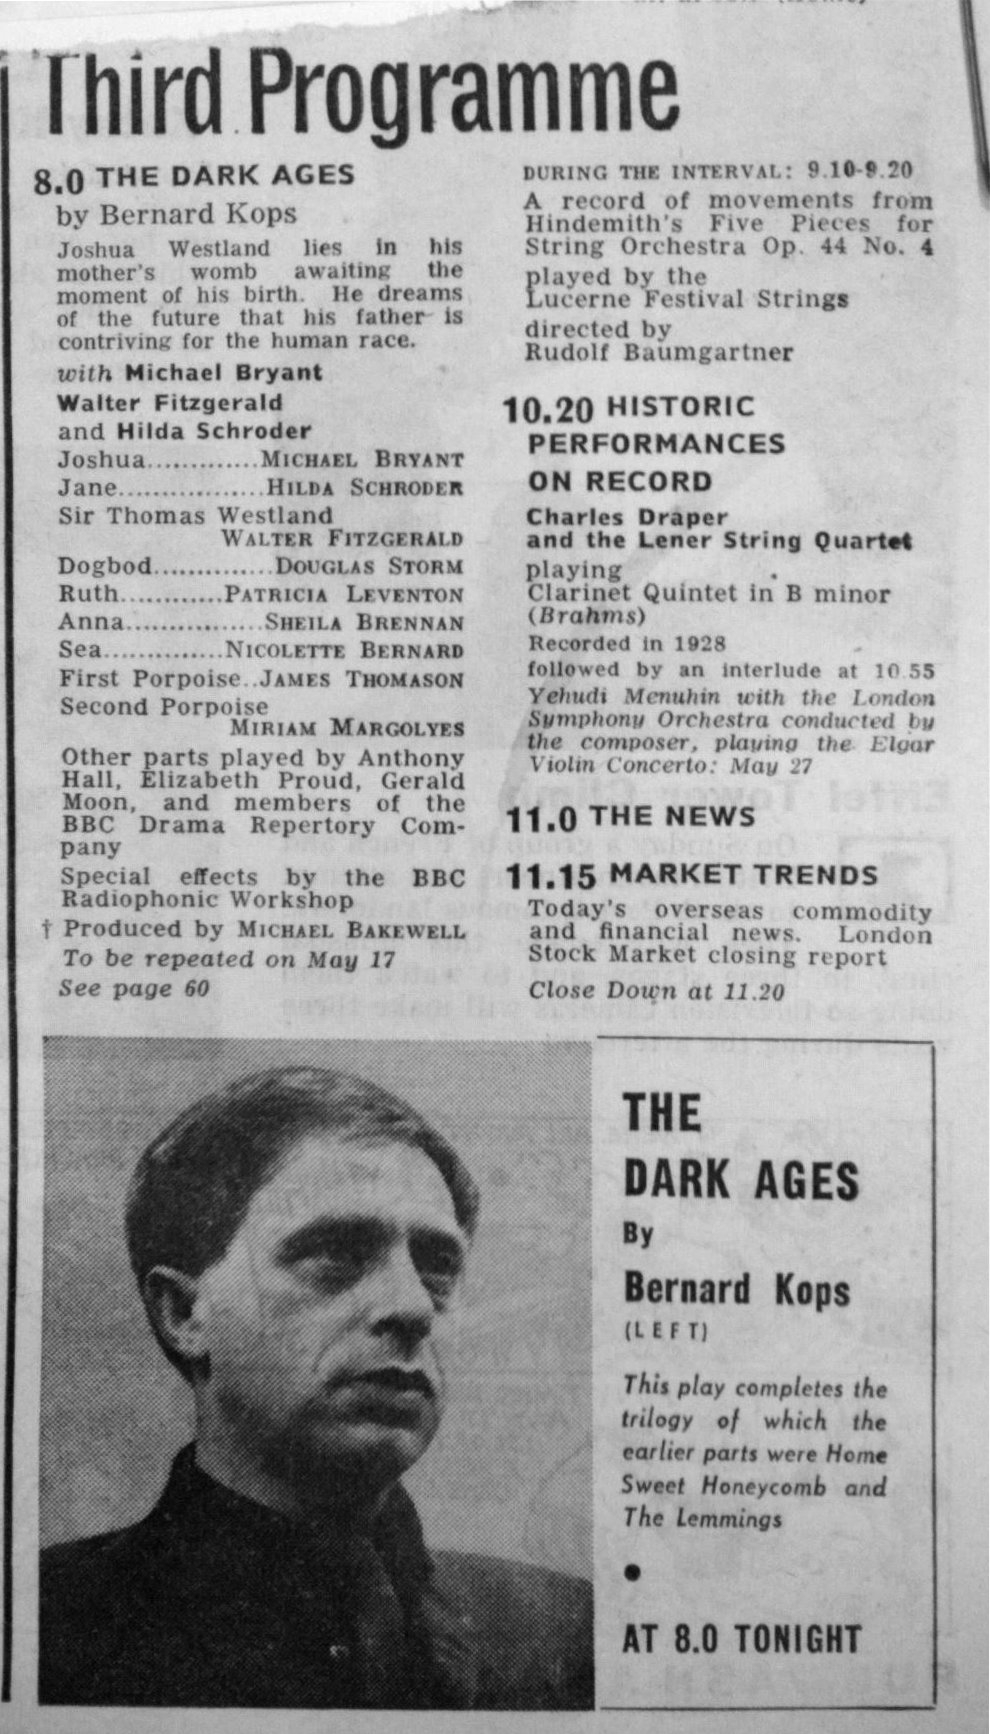 Third Programme
8.0 THE DARK AGES
by Bernard Kops
Joshua Westland lies in his
mother's womb awaiting the
moment of his birth. He dreams
of the future that his father is
contriving for the human race.
with Michael Bryant
Walter Fitzgerald
and Hilda Schroder
Joshua.............MICHAEL BRYANT
Jane.................HILDA SCHRODER
Sir Thomas Westland
WALTER FITZGERALD
Dogbod..............DOUGLAS STORM
Ruth............PATRICIA LEVENTON
Anna................SHEILA BRENNAN
Sea..............NICOLETTE BERNARD
First Porpoise..JAMES THOMASON
Second Porpoise
MIRIAM MARGOLYES
Other parts played by Anthony
Hall, Elizabeth Proud, Gerald
Moon, and members of the
BBC Drama Repertory Com-
pany
Special effects by the BBC
Radiophonic Workshop
† Produced by MICHAEL BAKEWELL
To be repeated on May 17
See page 60
DURING THE INTERVAL: 9.10-9.20
A record of movements from
Hindemith's Five Pieces for
String Orchestra Op. 44 No. 4
played by the
Lucerne Festival Strings
directed by
Rudolf Baumgartner
10.20 HISTORIC
PERFORMANCES
ON RECORD
Charles Draper
and the Lener String Quartet
playing
Clarinet Quintet in B minor
(Brahms)
Recorded in 1928
followed by an interlude at 10.55
Yehudi Menuhin with the London
Symphony Orchestra conducted by
the composer, playing the Elgar
Violin Concerto: May 27
11.0 THE NEWS
11.15 MARKET TRENDS
Today's overseas commodity
and financial news. London
Stock Market closing report
Close Down at 11.20
THE
DARK AGES
By
Bernard Kops
(LEFT)
This play completes the
trilogy of which the
earlier parts were Home
Sweet Honeycomb and
The Lemmings
●
AT 8.0 TONIGHT